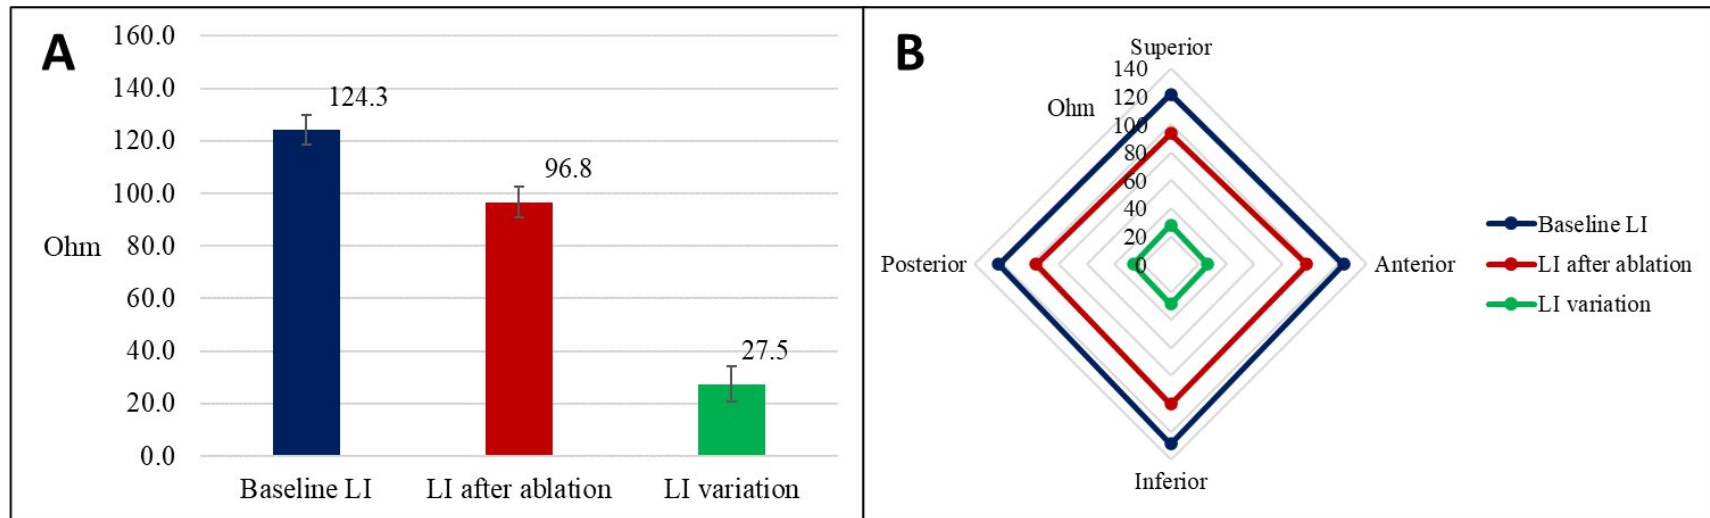 A
160.0
140.0
120.0
100.0
80.0
60.0
40.0
20.0
0.0
Ohm
124.3
96.8
27.5
Baseline LI
LI after ablation
LI variation
B
Superior
140
120
100
80
60
40
20
0
Ohm
Posterior
Anterior
Inferior
Baseline LI
LI after ablation
LI variation